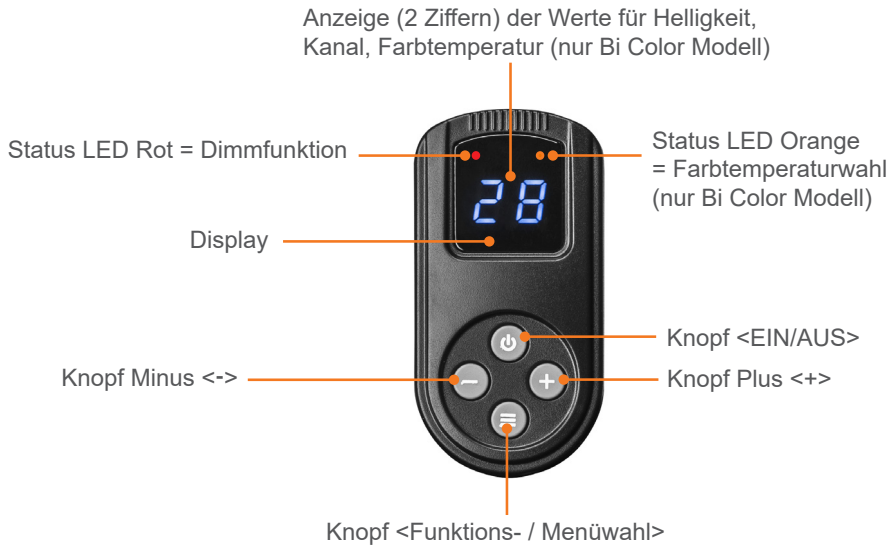 Anzeige (2 Ziffern) der Werte für Helligkeit,
Kanal, Farbtemperatur (nur Bi Color Modell)
Status LED Rot = Dimmfunktion
Status LED Orange
= Farbtemperaturwahl
(nur Bi Color Modell)
28
Display
Knopf <EIN/AUS>
Knopf Minus <->
Knopf Plus <+>
Knopf <Funktions- / Menüwahl>